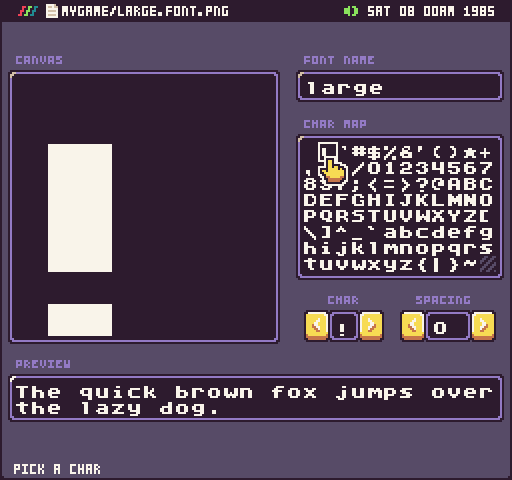 MYGAME/LARGE.FONT.PNG SAT 08 00AM 1985
CANVAS
FONT NAME
large
CHAR MAP
#$%&'()*+
/01234567
;<=>?@ABC
DEFGHIJKLMNO
PQRSTUVWXYZ[
\]^_`abcdefg
hijklmnopqrs
tuvwxyz{|}~
CHAR SPACING
< ! > < 0 >
PREVIEW
The quick brown fox jumps over
the lazy dog.
PICK A CHAR